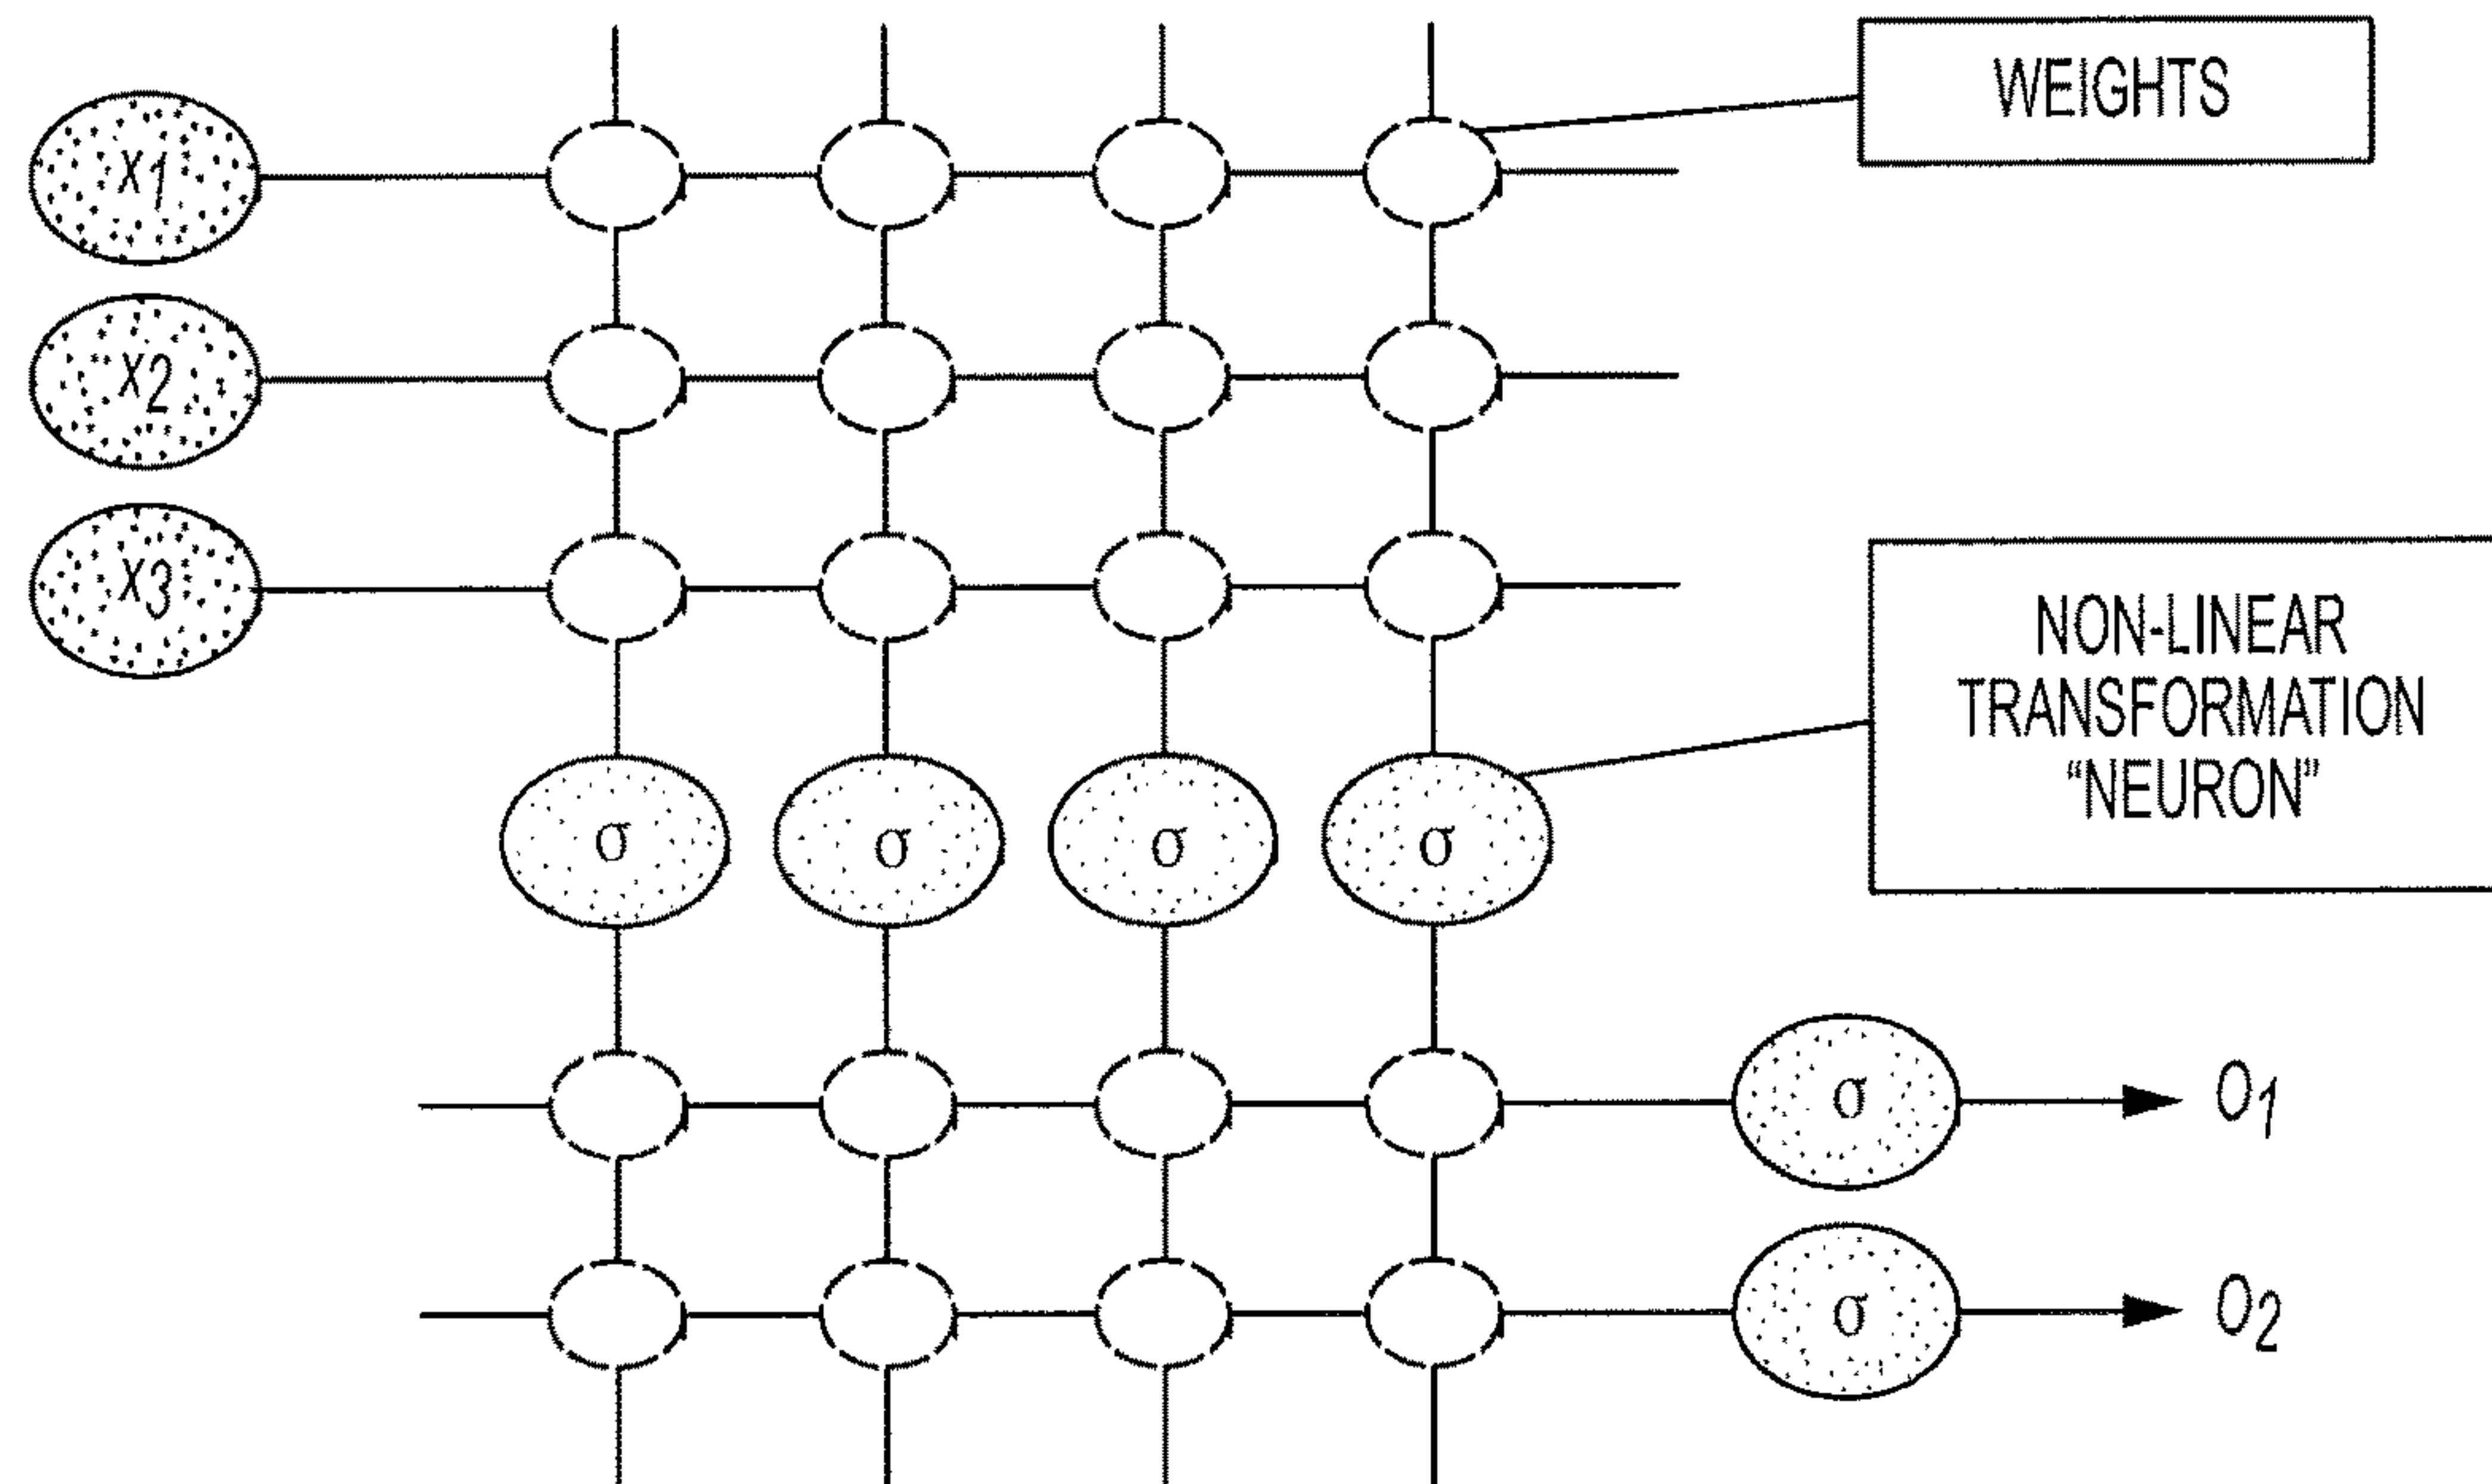 WEIGHTS
X1
X2
X3
NON-LINEAR
TRANSFORMATION
“NEURON”
σ σ σ σ
σ O1
σ O2